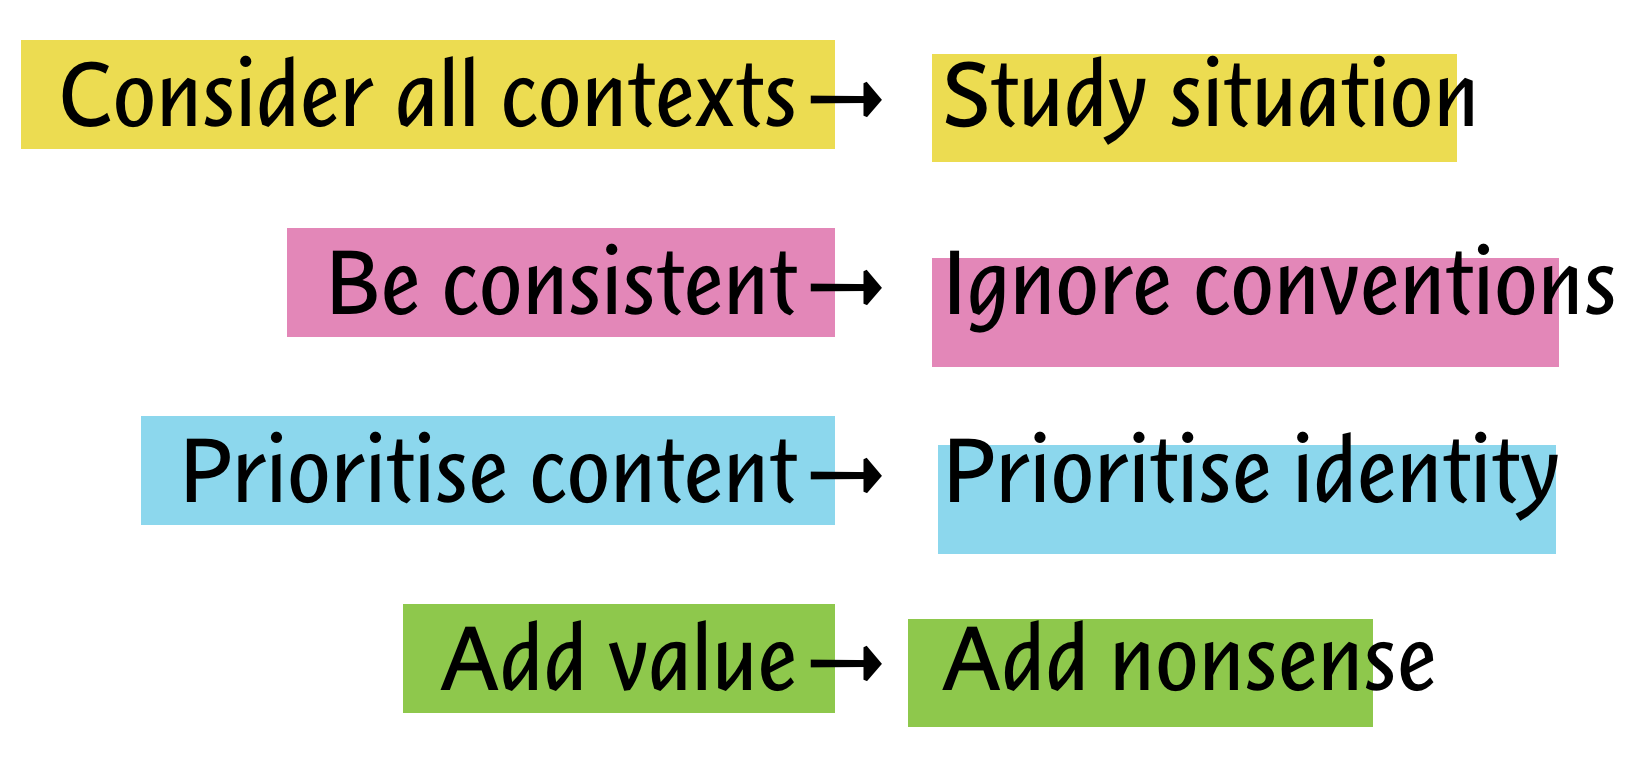 Consider all contexts → Study situation
Be consistent → Ignore conventions
Prioritise content → Prioritise identity
Add value → Add nonsense